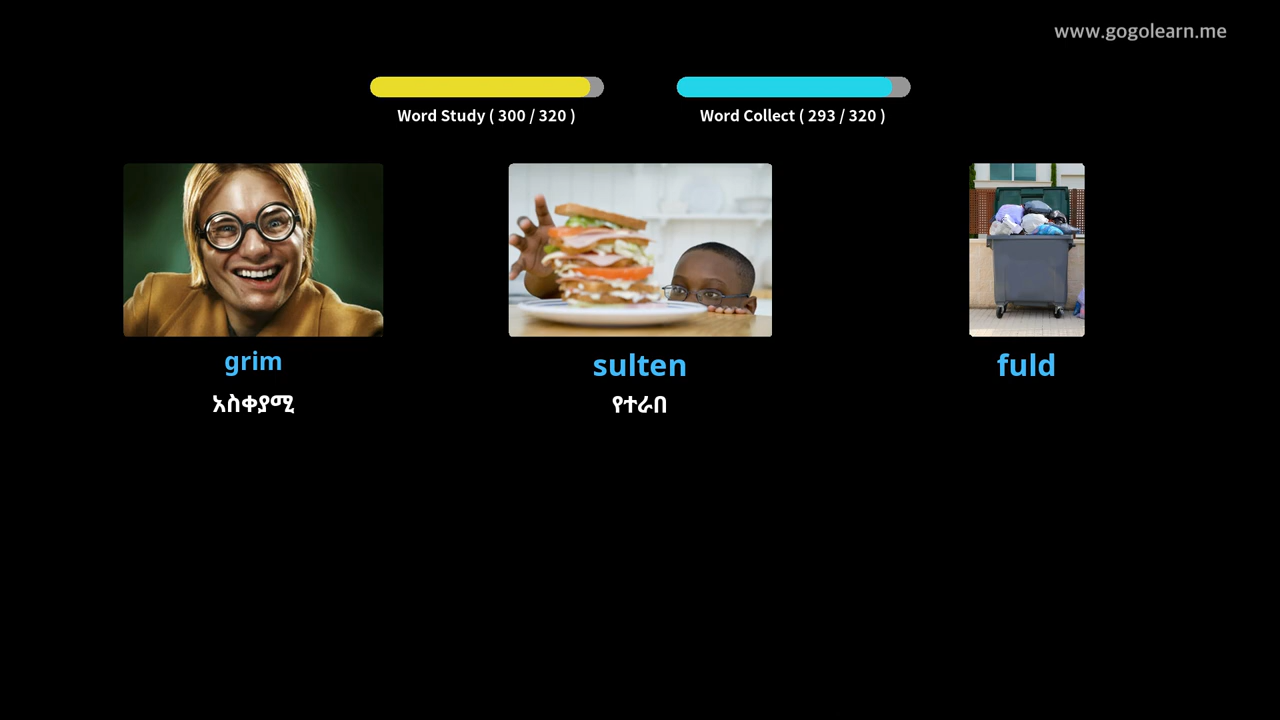 www.gogolearn.me
Word Study ( 300 / 320 )
Word Collect ( 293 / 320 )
grim
sulten
fuld
አስቀያሚ
የተራበ